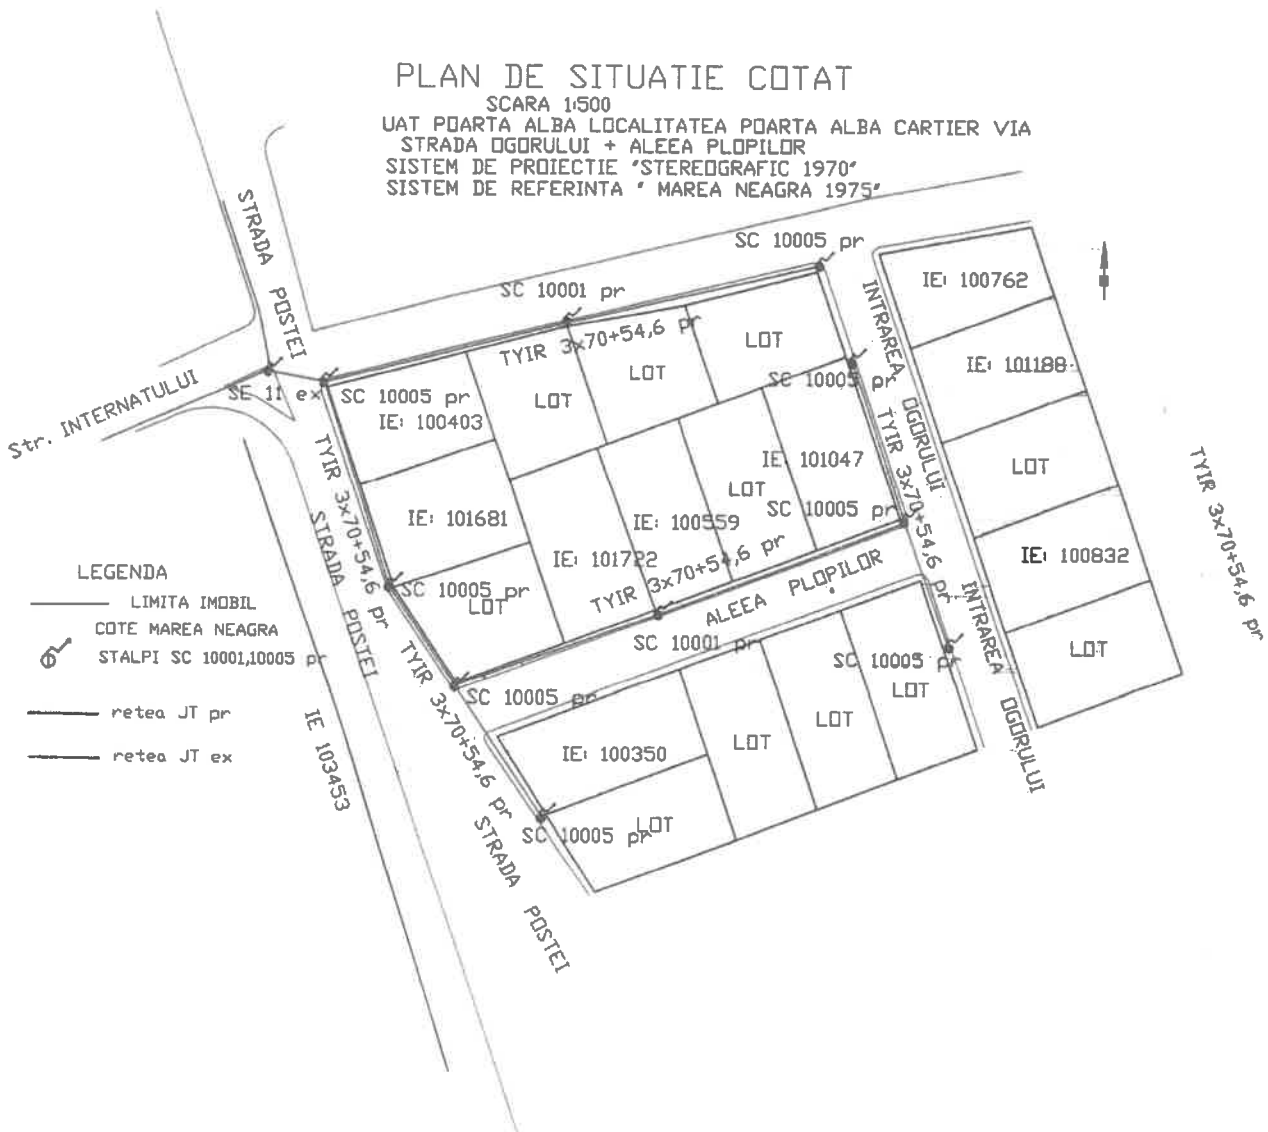 PLAN DE SITUATIE COTAT
SCARA 1:500
UAT POARTA ALBA LOCALITATEA POARTA ALBA CARTIER VIA
STRADA OGORULUI + ALEEA PLOPILOR
SISTEM DE PROIECTIE "STEREOGRAFIC 1970"
SISTEM DE REFERINTA " MAREA NEAGRA 1975"
STRADA POSTEI
SC 10005 pr
SC 10001 pr
IE: 100762
INTRAREA OGORULUI
TYIR 3x70+54,6 pr
LOT
LOT
LOT
IE: 101188
SC 10005 pr
Str. INTERNATULUI
SE 11 ex
SC 10005 pr
IE: 100403
TYIR 3x70+54,6 pr
TYIR 3x70+54,6 pr
IE: 101047
LOT
LOT
TYIR 3x70+54,6 pr
SC 10005 pr
IE: 101681
IE: 100559
STRADA POSTEI
IE: 101722
TYIR 3x70+54,6 pr
ALEEA PLOPILOR
IE: 100832
SC 10005 pr
LOT
INTRAREA OGORULUI
LEGENDA
LIMITA IMOBIL
COTE MAREA NEAGRA
STALPI SC 10001,10005 pr
retea JT pr
retea JT ex
SC 10001 pr
SC 10005 pr
LOT
LOT
TYIR 3x70+54,6 pr
SC 10005 pr
IE 103453
IE: 100350
LOT
LOT
SC 10005 pr
LOT
STRADA POSTEI